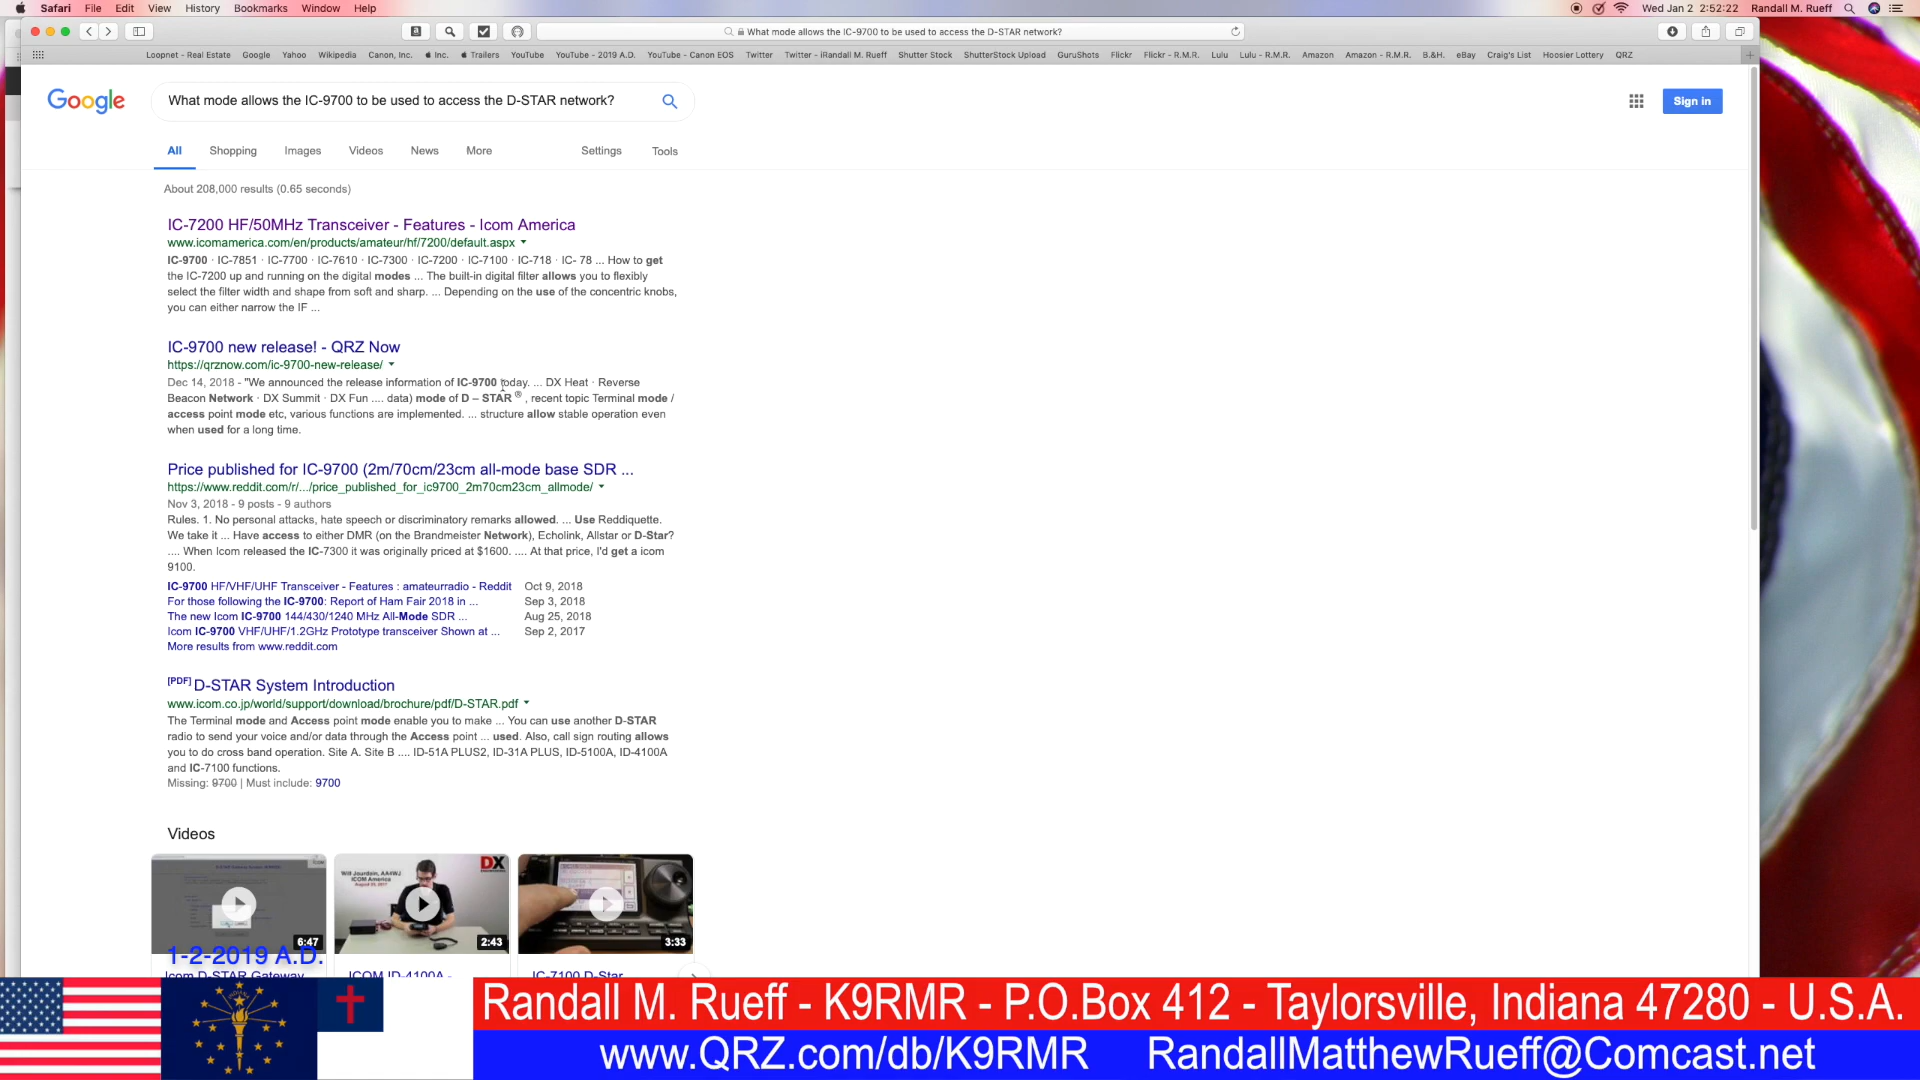 Safari File Edit View History Bookmarks Window Help
Wed Jan 2 2:52:22 Randall M. Rueff
What mode allows the IC-9700 to be used to access the D-STAR network?
Loopnet - Real Estate Google Yahoo Wikipedia Canon, Inc. Inc. Trailers YouTube YouTube - 2019 A.D. YouTube - Canon EOS Twitter Twitter - iRandall M. Rueff Shutter Stock ShutterStock Upload GuruShots Flickr Flickr - R.M.R. Lulu Lulu - R.M.R. Amazon Amazon - R.M.R. B.&H. eBay Craig's List Hoosier Lottery QRZ
Google
What mode allows the IC-9700 to be used to access the D-STAR network?
Sign in
All Shopping Images Videos News More Settings Tools
About 208,000 results (0.65 seconds)
IC-7200 HF/50MHz Transceiver - Features - Icom America
www.icomamerica.com/en/products/amateur/hf/7200/default.aspx
IC-9700 · IC-7851 · IC-7700 · IC-7610 · IC-7300 · IC-7200 · IC-7100 · IC-718 · IC- 78 ... How to get
the IC-7200 up and running on the digital modes ... The built-in digital filter allows you to flexibly
select the filter width and shape from soft and sharp. ... Depending on the use of the concentric knobs,
you can either narrow the IF ...
IC-9700 new release! - QRZ Now
https://qrznow.com/ic-9700-new-release/
Dec 14, 2018 - "We announced the release information of IC-9700 today. ... DX Heat · Reverse
Beacon Network · DX Summit · DX Fun .... data) mode of D – STAR ® , recent topic Terminal mode /
access point mode etc, various functions are implemented. ... structure allow stable operation even
when used for a long time.
Price published for IC-9700 (2m/70cm/23cm all-mode base SDR ...
https://www.reddit.com/r/.../price_published_for_ic9700_2m70cm23cm_allmode/
Nov 3, 2018 - 9 posts - 9 authors
Rules. 1. No personal attacks, hate speech or discriminatory remarks allowed. ... Use Reddiquette.
We take it ... Have access to either DMR (on the Brandmeister Network), Echolink, Allstar or D-Star?
.... When Icom released the IC-7300 it was originally priced at $1600. .... At that price, I'd get a icom
9100.
IC-9700 HF/VHF/UHF Transceiver - Features : amateurradio - Reddit Oct 9, 2018
For those following the IC-9700: Report of Ham Fair 2018 in ... Sep 3, 2018
The new Icom IC-9700 144/430/1240 MHz All-Mode SDR ... Aug 25, 2018
Icom IC-9700 VHF/UHF/1.2GHz Prototype transceiver Shown at ... Sep 2, 2017
More results from www.reddit.com
[PDF] D-STAR System Introduction
www.icom.co.jp/world/support/download/brochure/pdf/D-STAR.pdf
The Terminal mode and Access point mode enable you to make ... You can use another D-STAR
radio to send your voice and/or data through the Access point ... used. Also, call sign routing allows
you to do cross band operation. Site A. Site B .... ID-51A PLUS2, ID-31A PLUS, ID-5100A, ID-4100A
and IC-7100 functions.
Missing: 9700 | Must include: 9700
Videos
Will Jourdain, AA4WJ
ICOM America
DX
6:47 2:43 3:33
1-2-2019 A.D.
Icom D-STAR Gateway ICOM ID-4100A - IC-7100 D-Star
INDIANA
Randall M. Rueff - K9RMR - P.O.Box 412 - Taylorsville, Indiana 47280 - U.S.A.
www.QRZ.com/db/K9RMR RandallMatthewRueff@Comcast.net